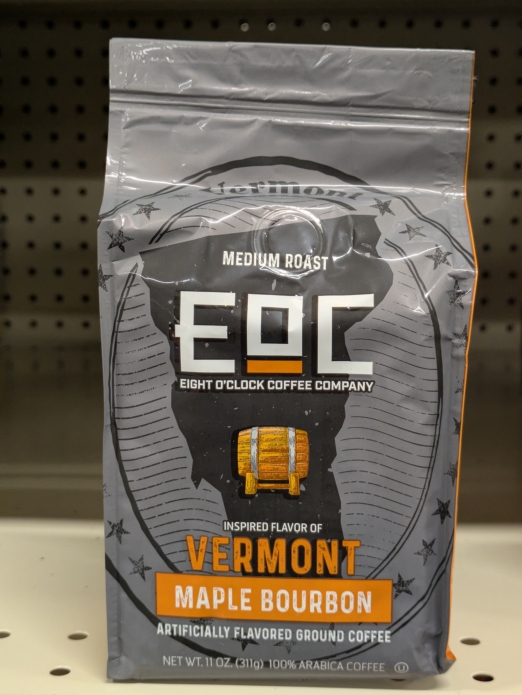 Vermont
MEDIUM ROAST
EOC
EIGHT O'CLOCK COFFEE COMPANY
INSPIRED FLAVOR OF
VERMONT
MAPLE BOURBON
ARTIFICIALLY FLAVORED GROUND COFFEE
NET WT. 11 OZ. (311g) 100% ARABICA COFFEE U